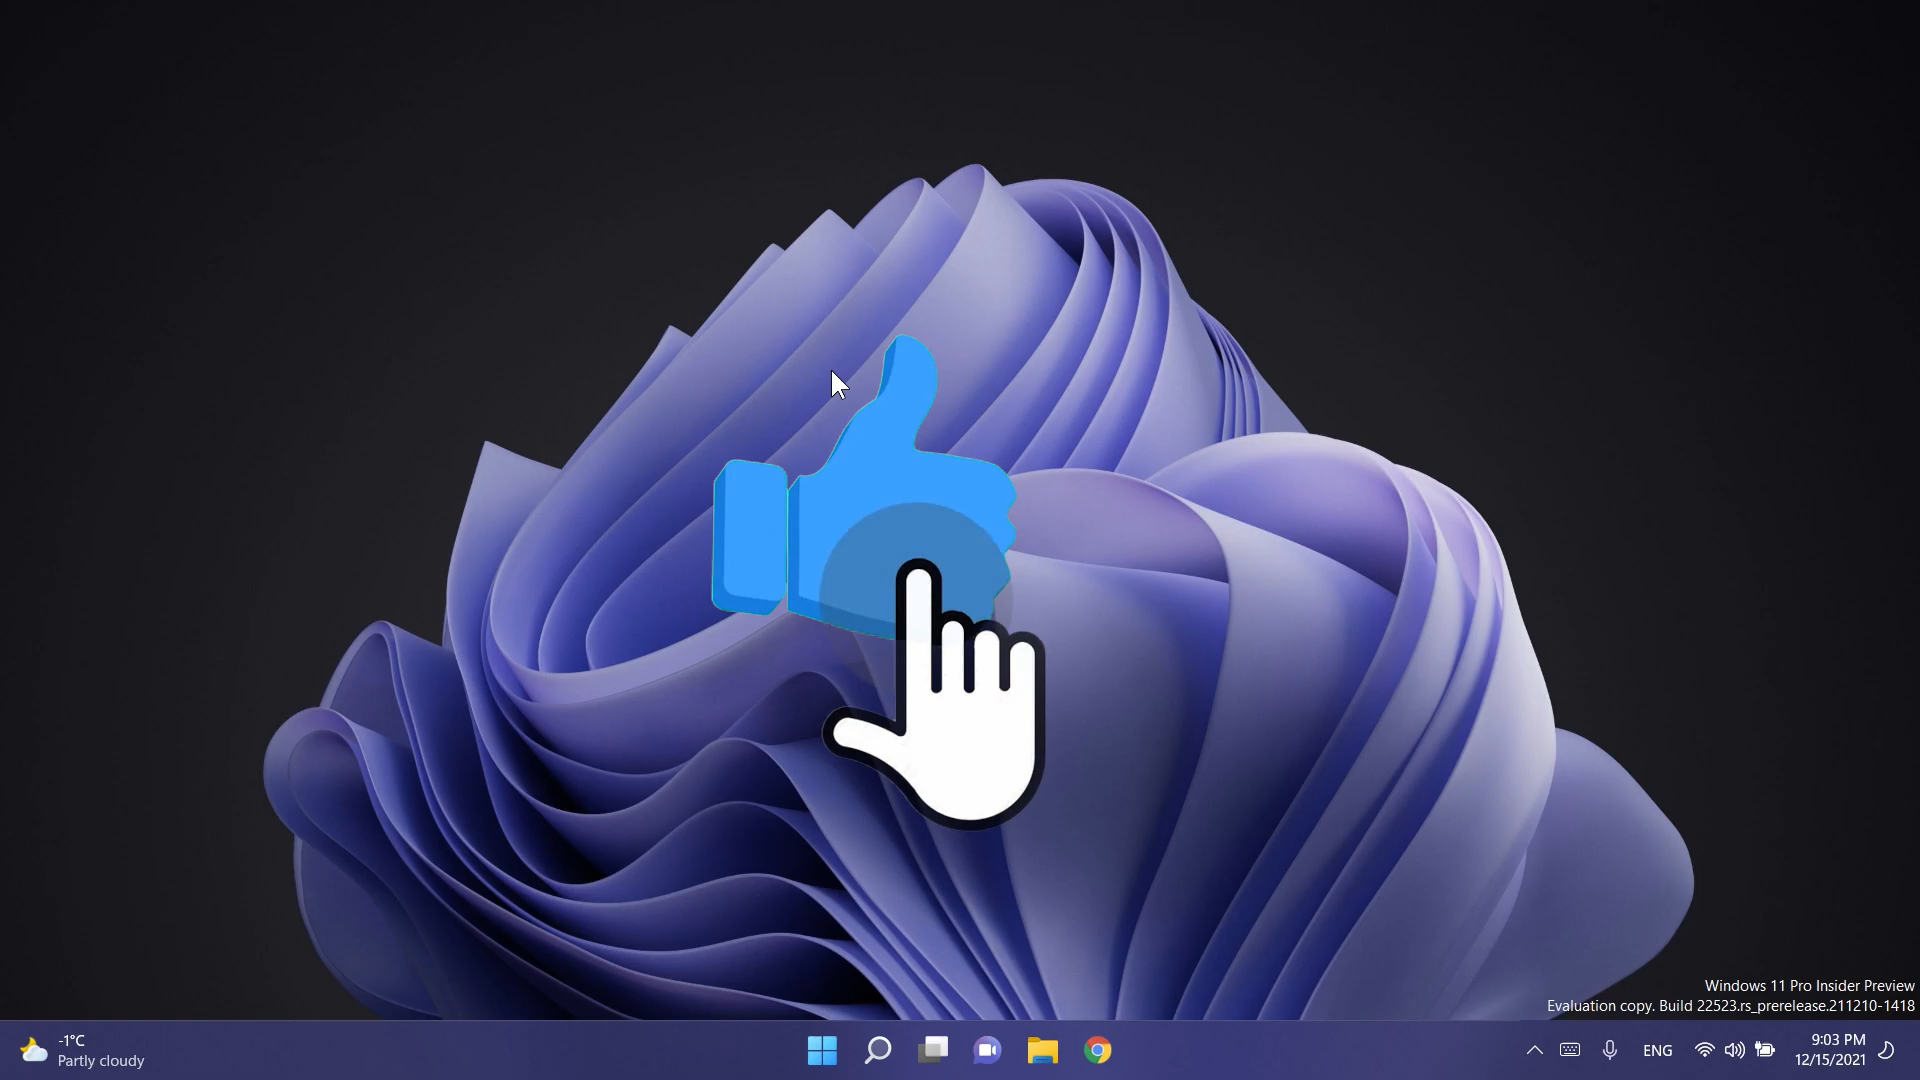 Windows 11 Pro Insider Preview
Evaluation copy. Build 22523.rs_prerelease.211210-1418
-1°C
Partly cloudy
ENG
9:03 PM
12/15/2021